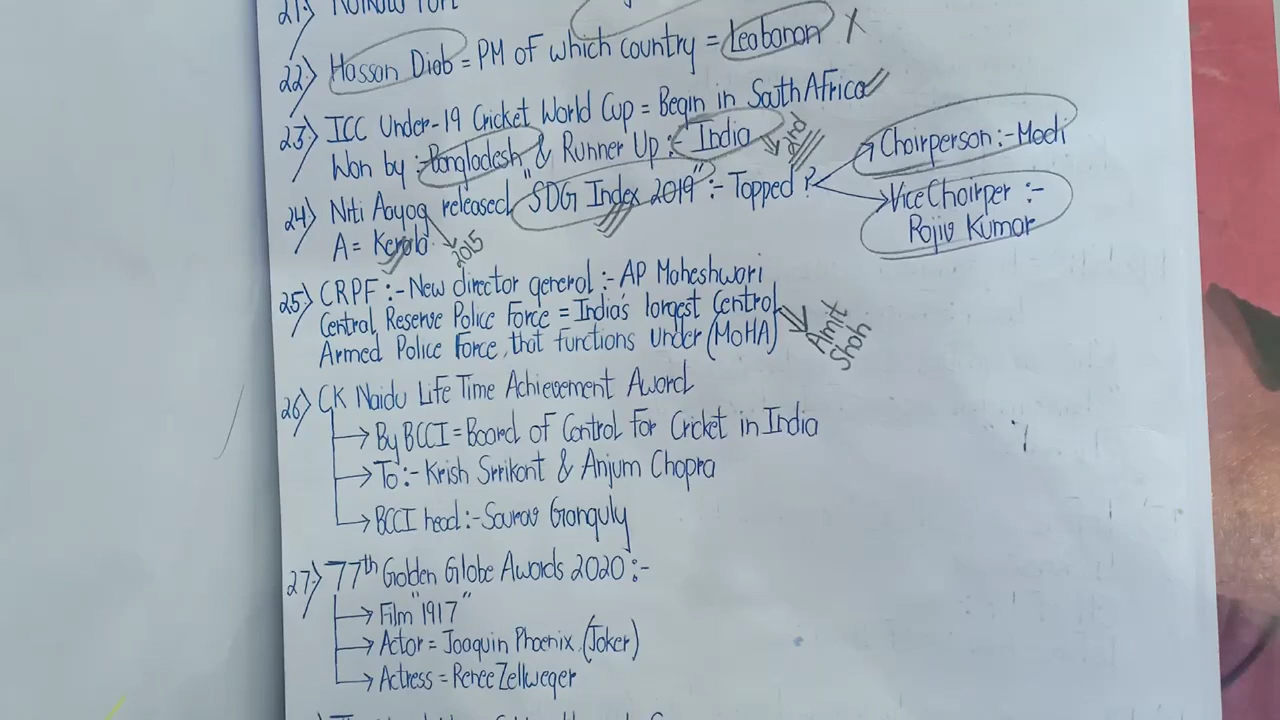 21)
22) Hassan Diab = PM of which country = Leabanon X
23) ICC Under-19 Cricket World Cup = Begin in South Africa
Won by :- Bangladesh & Runner Up :- India
2nd
24) Niti Aayog released "SDG Index 2019" :- Topped ?
Chairperson :- Modi
Vice Chairper :-
Rajiv Kumar
A = Kerala
2015
25) CRPF :- New director general :- AP Maheshwari
Central Reserve Police Force = India's largest Central
Armed Police Force, that functions under (MoHA)
Amit
Shah
26) CK Naidu Life Time Achievement Award
By BCCI = Board of Control For Cricket in India
To :- Krish Srrikant & Anjum Chopra
BCCI head :- Sourav Ganguly
27) 77th Golden Globe Awards 2020 :-
Film "1917"
Actor = Joaquin Phoenix (Joker)
Actress = Renee Zellweger